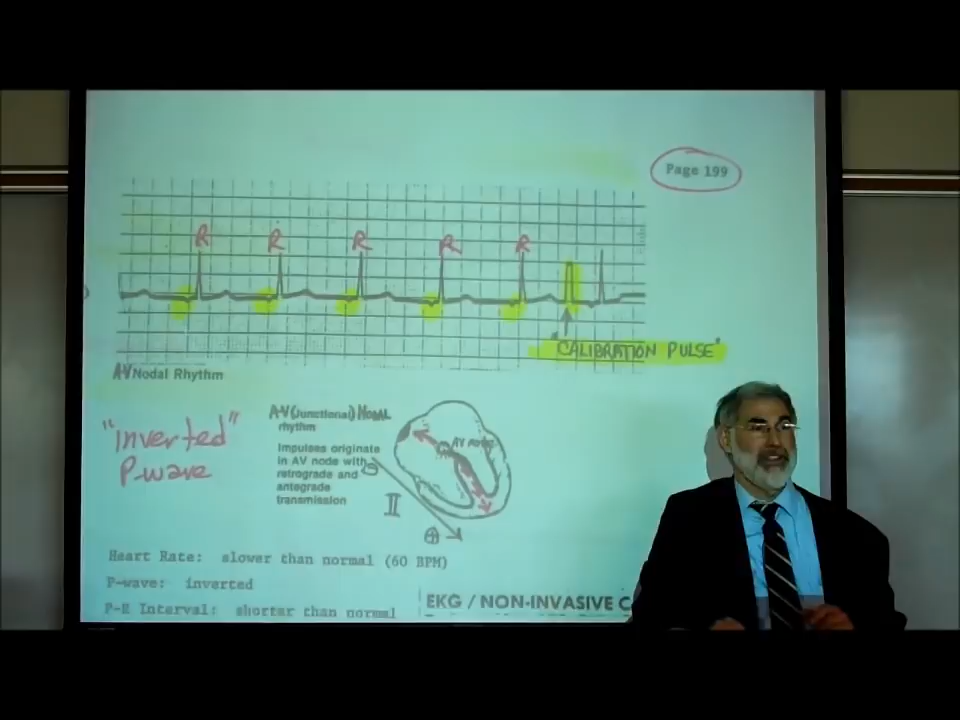 Page 199
R R R R R
"CALIBRATION PULSE"
A-V Nodal Rhythm
"inverted"
P-wave
A-V (Junctional) NODAL
rhythm
Impulses originate
in AV node with
retrograde and
antegrade
transmission
AV NODE
II
Heart Rate: slower than normal (60 BPM)
P-wave: inverted
P-R Interval: shorter than normal
EKG / NON-INVASIVE C